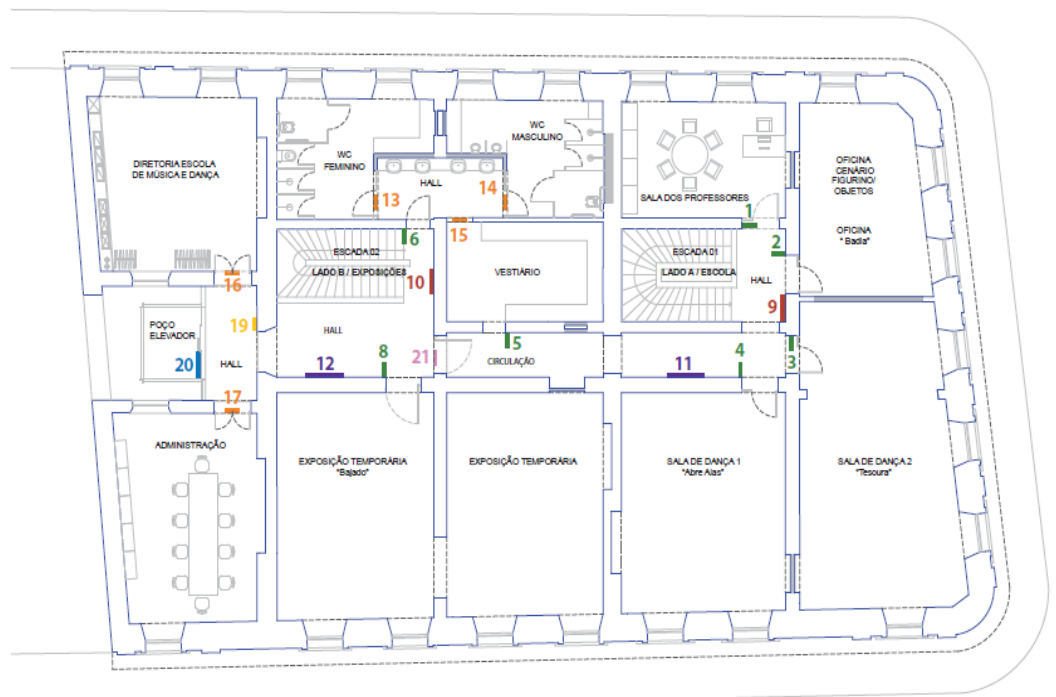 DIRETORIA ESCOLA
DE MÚSICA E DANÇA
WC
FEMININO
WC
MASCULINO
HALL
13
14
15
SALA DOS PROFESSORES
1
OFICINA
CENÁRIO
FIGURINO/
OBJETOS
OFICINA
" Badia"
6
ESCADA 02
LADO B / EXPOSIÇÕES
10
HALL
VESTIÁRIO
ESCADA 01
LADO A / ESCOLA
2
HALL
9
16
19
POÇO
ELEVADOR
20
HALL
17
12
8
21
5
CIRCULAÇÃO
11
4
3
ADMINISTRAÇÃO
EXPOSIÇÃO TEMPORÁRIA
"Bajado"
EXPOSIÇÃO TEMPORÁRIA
SALA DE DANÇA 1
"Abre Alas"
SALA DE DANÇA 2
"Tesoura"